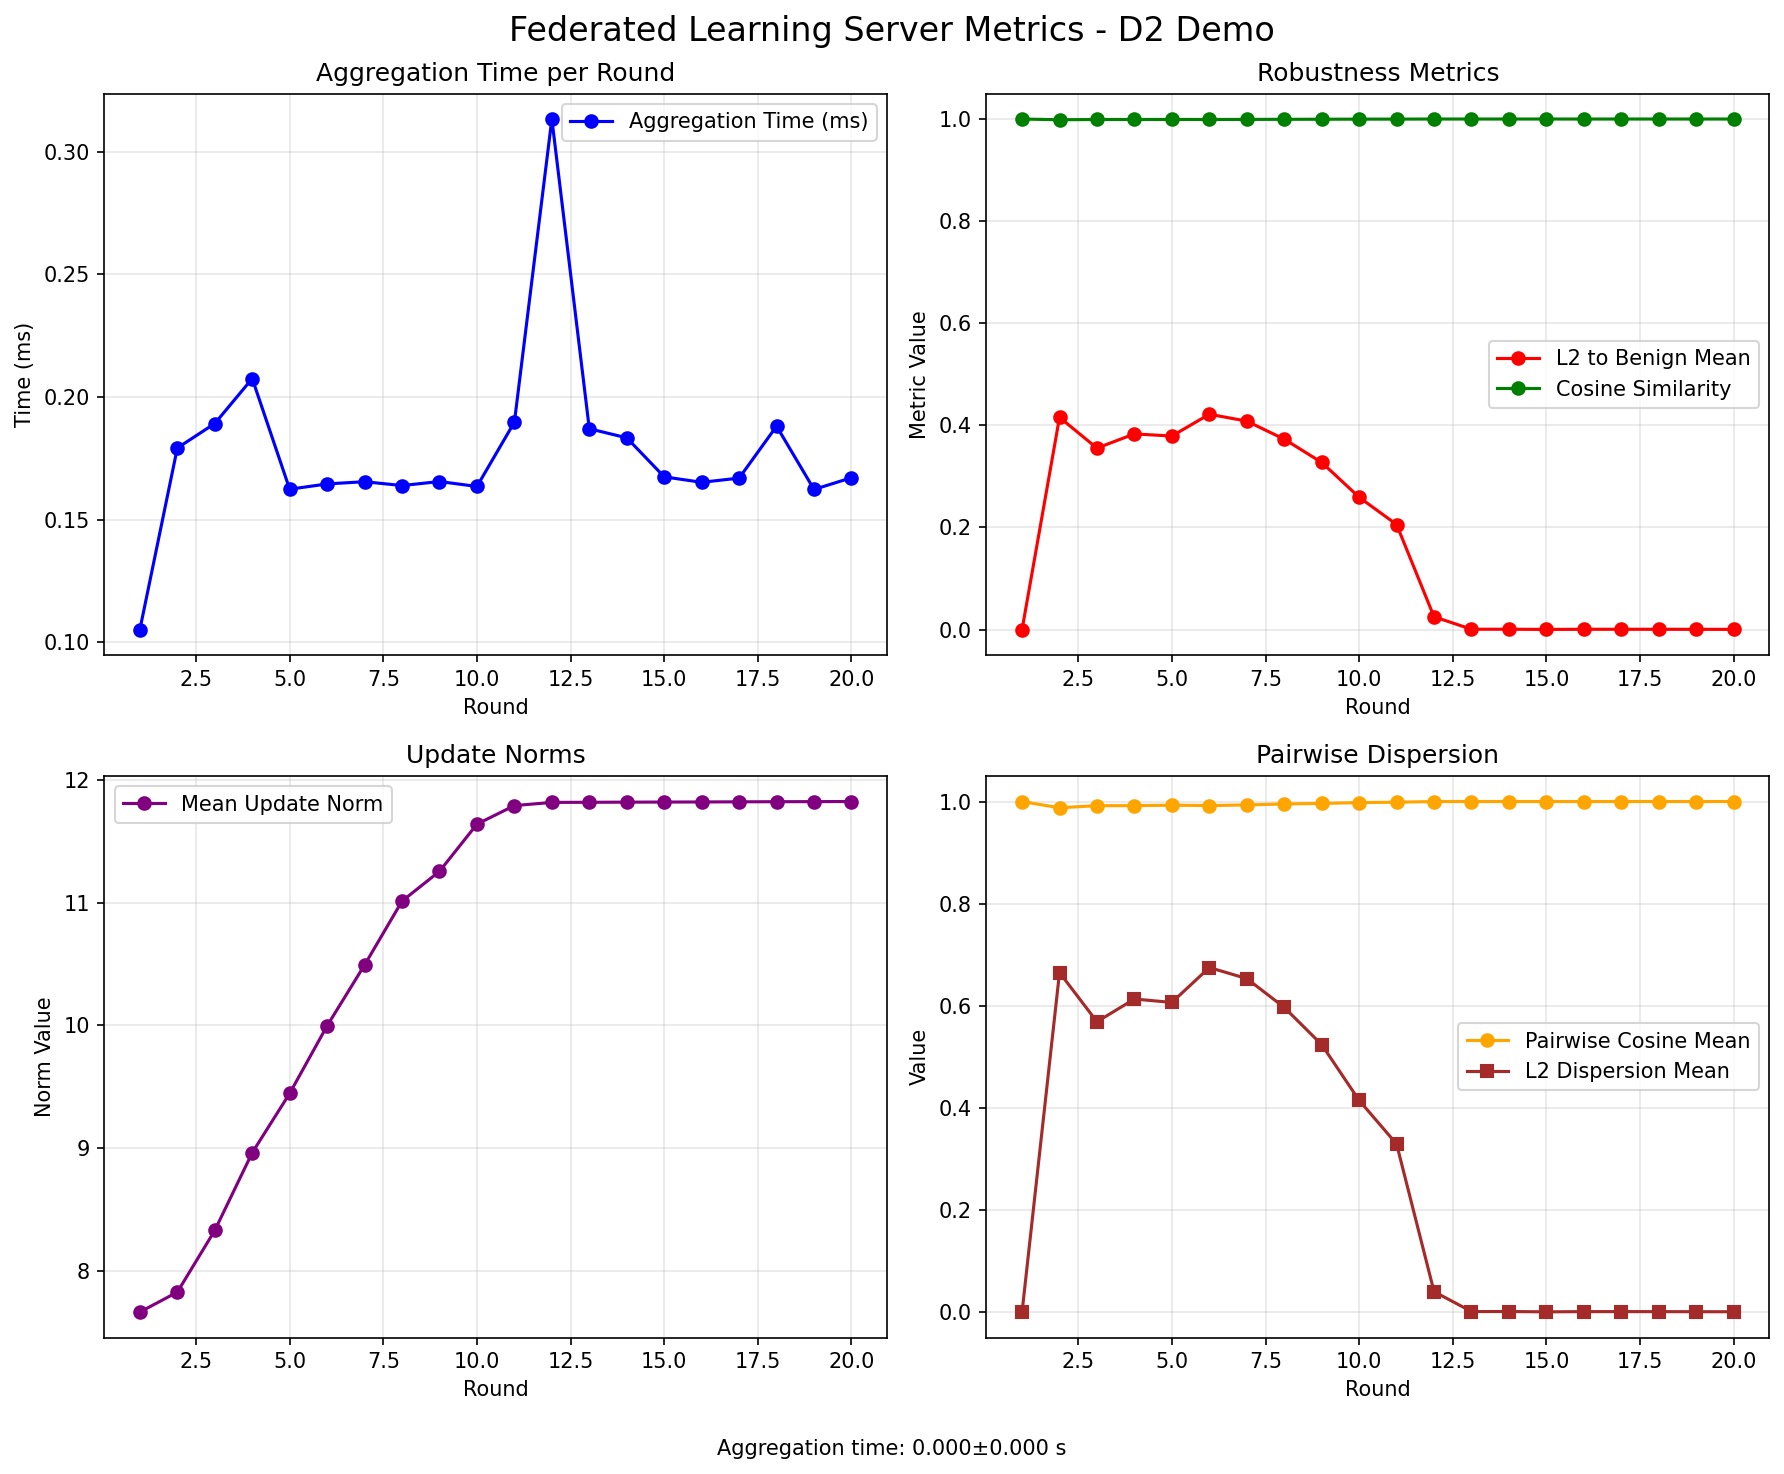 Federated Learning Server Metrics - D2 Demo
Aggregation Time per Round
Aggregation Time (ms)
Time (ms)
0.30
0.25
0.20
0.15
0.10
2.5 5.0 7.5 10.0 12.5 15.0 17.5 20.0
Round
Robustness Metrics
Metric Value
1.0
0.8
0.6
0.4
0.2
0.0
L2 to Benign Mean
Cosine Similarity
2.5 5.0 7.5 10.0 12.5 15.0 17.5 20.0
Round
Update Norms
Mean Update Norm
Norm Value
12
11
10
9
8
2.5 5.0 7.5 10.0 12.5 15.0 17.5 20.0
Round
Pairwise Dispersion
Value
1.0
0.8
0.6
0.4
0.2
0.0
Pairwise Cosine Mean
L2 Dispersion Mean
2.5 5.0 7.5 10.0 12.5 15.0 17.5 20.0
Round
Aggregation time: 0.000±0.000 s